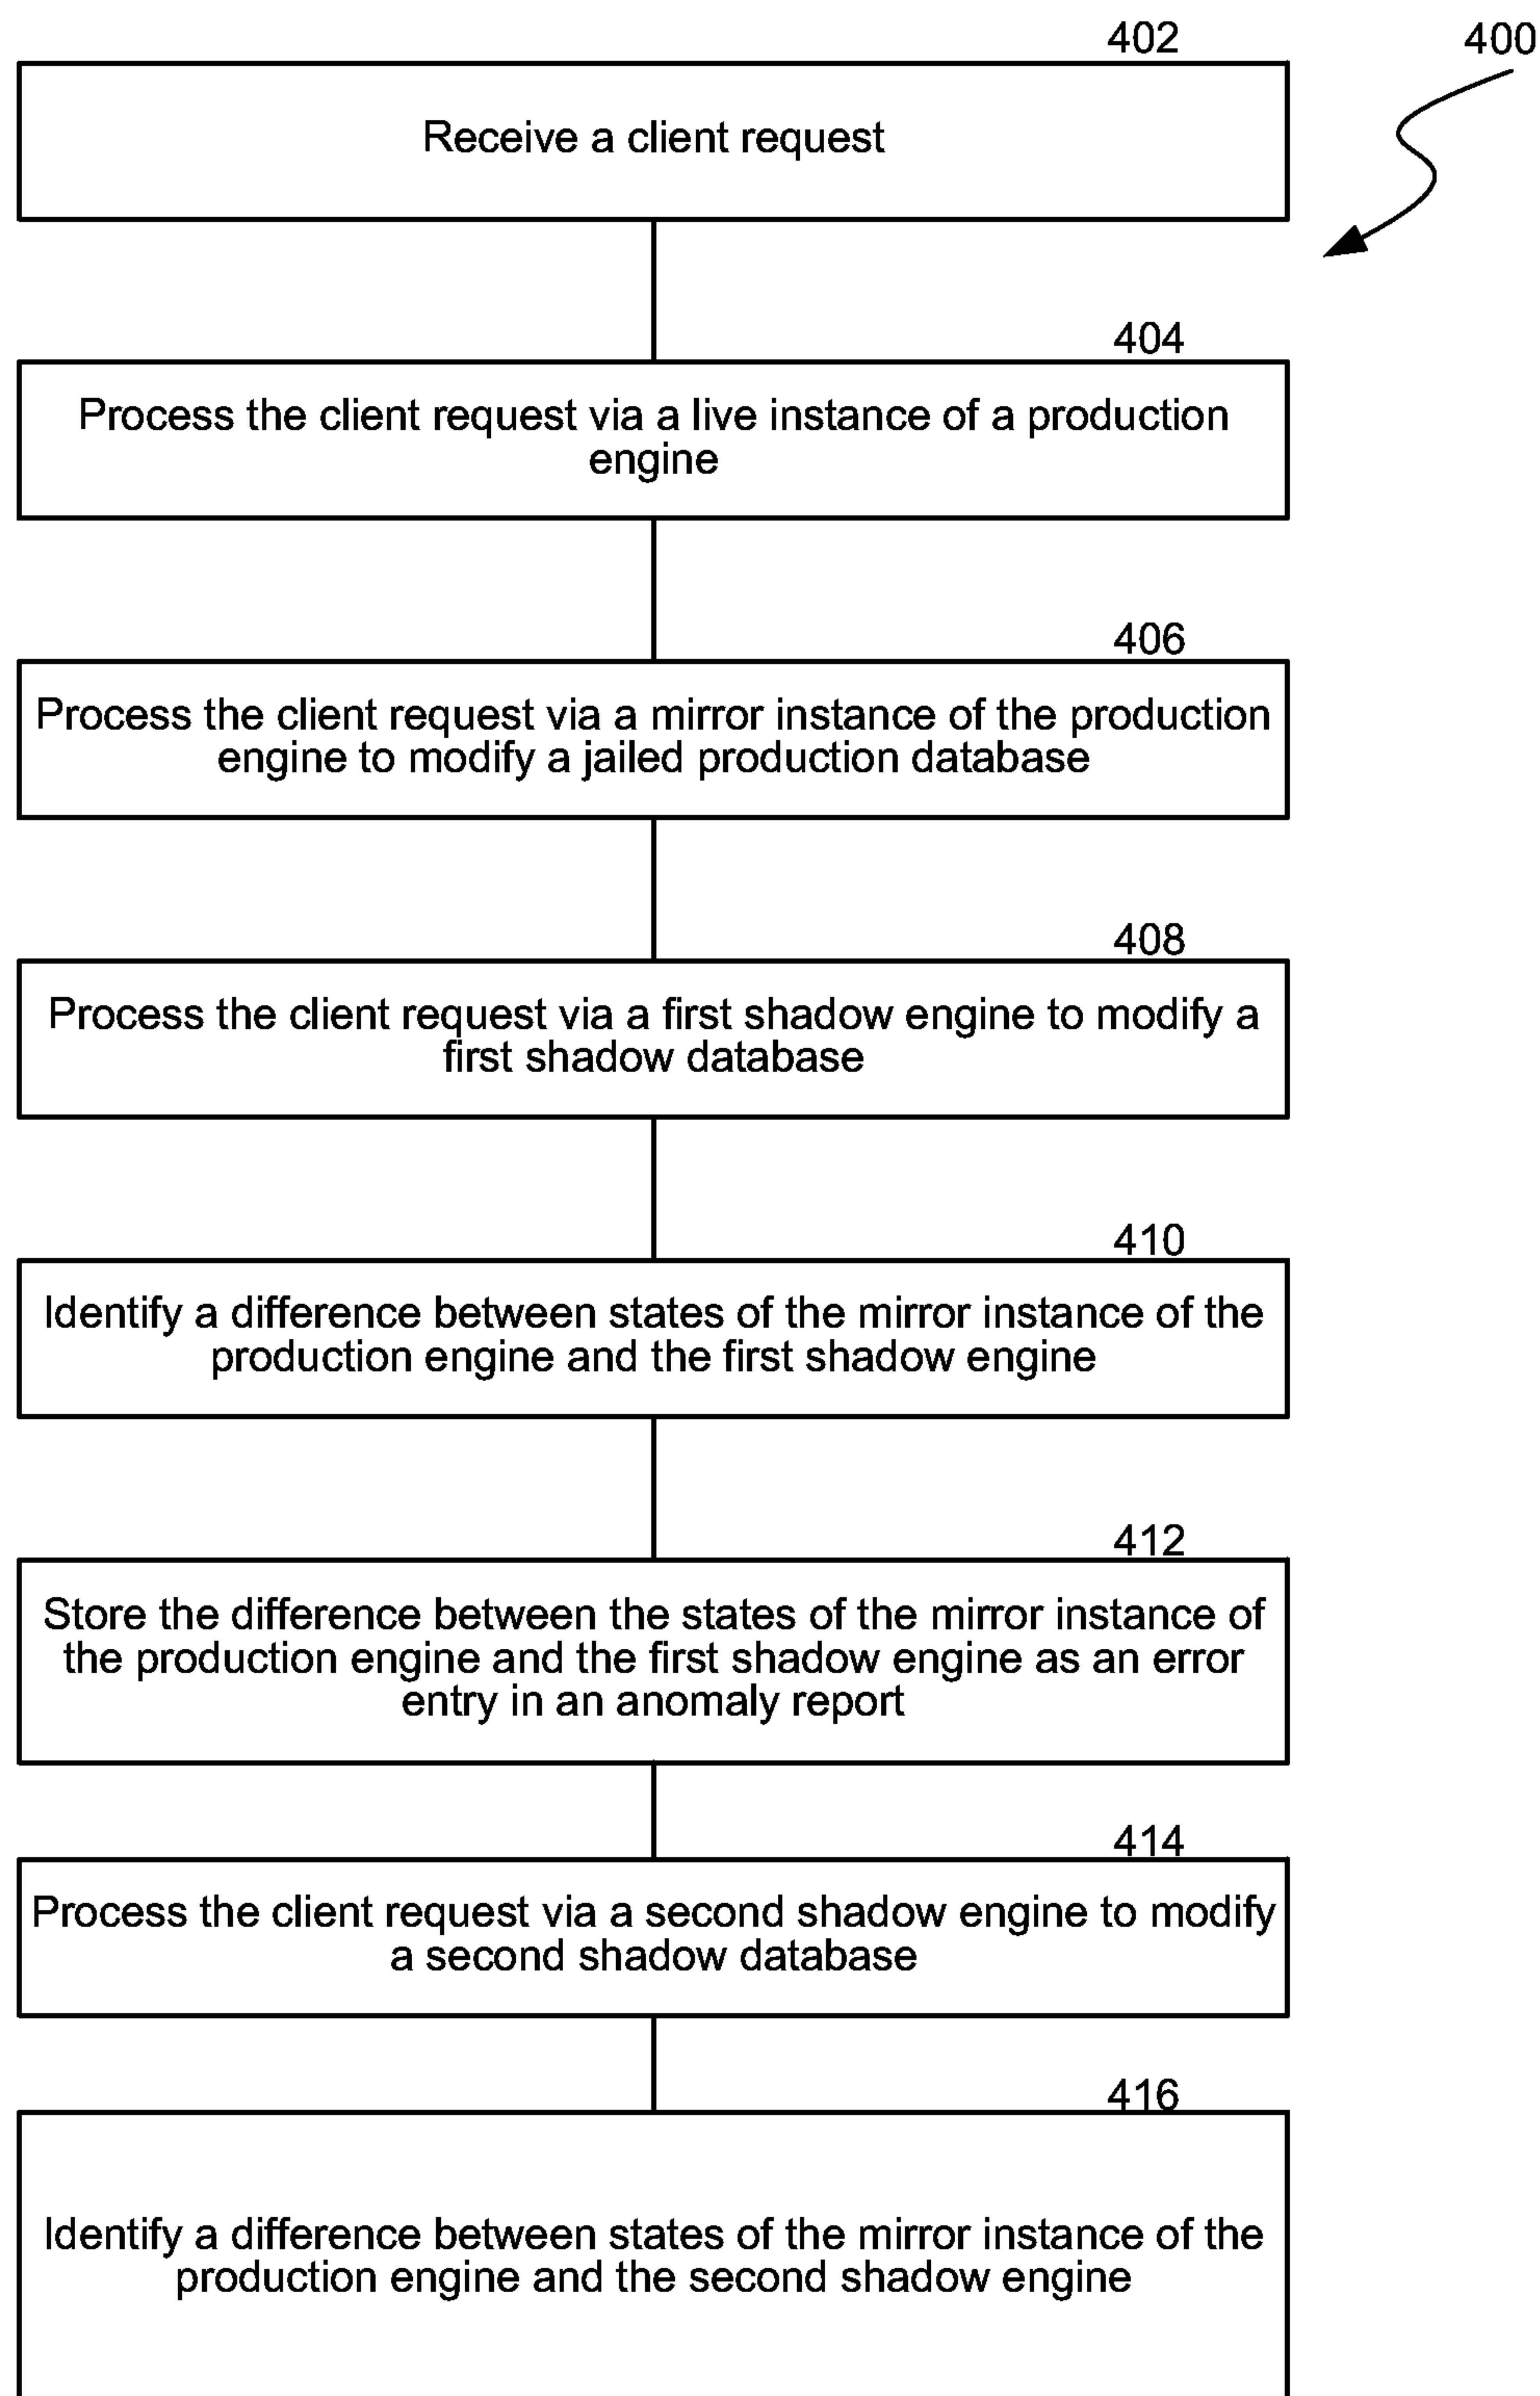 402
400
Receive a client request
404
Process the client request via a live instance of a production
engine
406
Process the client request via a mirror instance of the production
engine to modify a jailed production database
408
Process the client request via a first shadow engine to modify a
first shadow database
410
Identify a difference between states of the mirror instance of the
production engine and the first shadow engine
412
Store the difference between the states of the mirror instance of
the production engine and the first shadow engine as an error
entry in an anomaly report
414
Process the client request via a second shadow engine to modify
a second shadow database
416
Identify a difference between states of the mirror instance of the
production engine and the second shadow engine